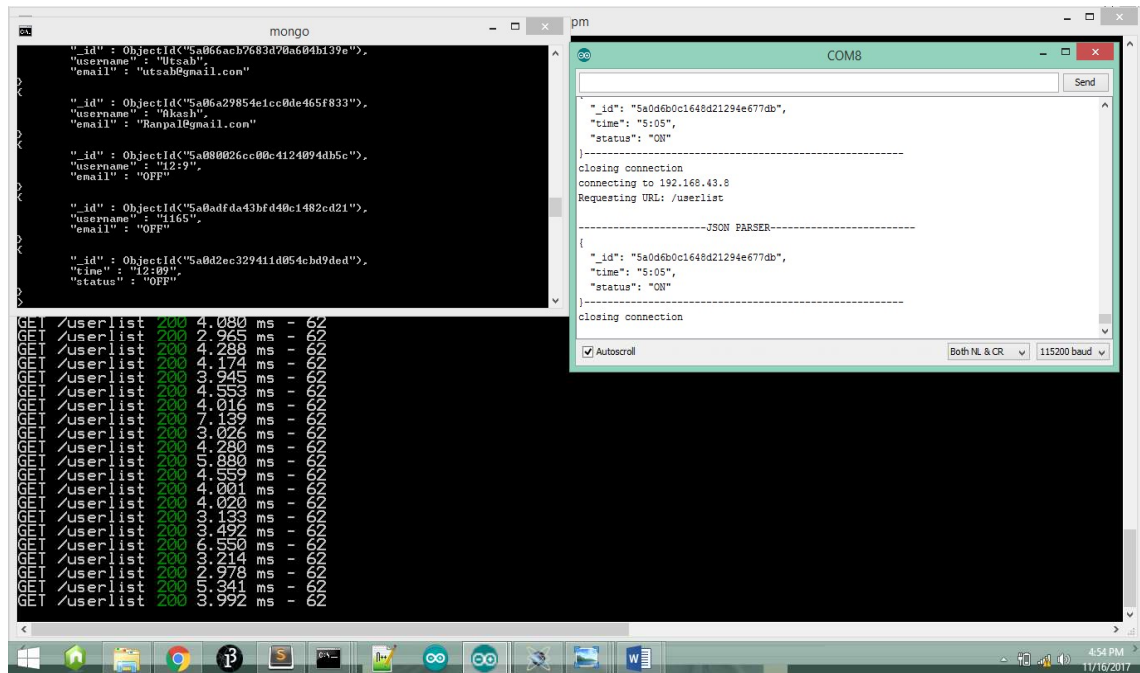 mongo
"_id" : ObjectId("5a066acb7683d70a604b139e"),
"username" : "Utsab",
"email" : "utsab@gmail.com"
}
{
"_id" : ObjectId("5a06a29854e1cc0de465f833"),
"username" : "Akash",
"email" : "Ranpal@gmail.com"
}
{
"_id" : ObjectId("5a080026cc00c4124094db5c"),
"username" : "12:9",
"email" : "OFF"
}
{
"_id" : ObjectId("5a0adfda43bfd40c1482cd21"),
"username" : "1165",
"email" : "OFF"
}
{
"_id" : ObjectId("5a0d2ec329411d054cbd9ded"),
"time" : "12:09",
"status" : "OFF"
}
>
pm
COM8
Send
"_id": "5a0d6b0c1648d21294e677db",
"time": "5:05",
"status": "ON"
}-------------------------------------------------------
closing connection
connecting to 192.168.43.8
Requesting URL: /userlist
----------------------JSON PARSER-------------------------
{
"_id": "5a0d6b0c1648d21294e677db",
"time": "5:05",
"status": "ON"
}-------------------------------------------------------
closing connection
Autoscroll
Both NL & CR
115200 baud
GET /userlist 200 4.080 ms - 62
GET /userlist 200 2.965 ms - 62
GET /userlist 200 4.288 ms - 62
GET /userlist 200 4.174 ms - 62
GET /userlist 200 3.945 ms - 62
GET /userlist 200 4.553 ms - 62
GET /userlist 200 4.016 ms - 62
GET /userlist 200 7.139 ms - 62
GET /userlist 200 3.026 ms - 62
GET /userlist 200 4.280 ms - 62
GET /userlist 200 5.880 ms - 62
GET /userlist 200 4.559 ms - 62
GET /userlist 200 4.001 ms - 62
GET /userlist 200 4.020 ms - 62
GET /userlist 200 3.133 ms - 62
GET /userlist 200 3.492 ms - 62
GET /userlist 200 6.550 ms - 62
GET /userlist 200 3.214 ms - 62
GET /userlist 200 2.978 ms - 62
GET /userlist 200 5.341 ms - 62
GET /userlist 200 3.992 ms - 62
4:54 PM
11/16/2017